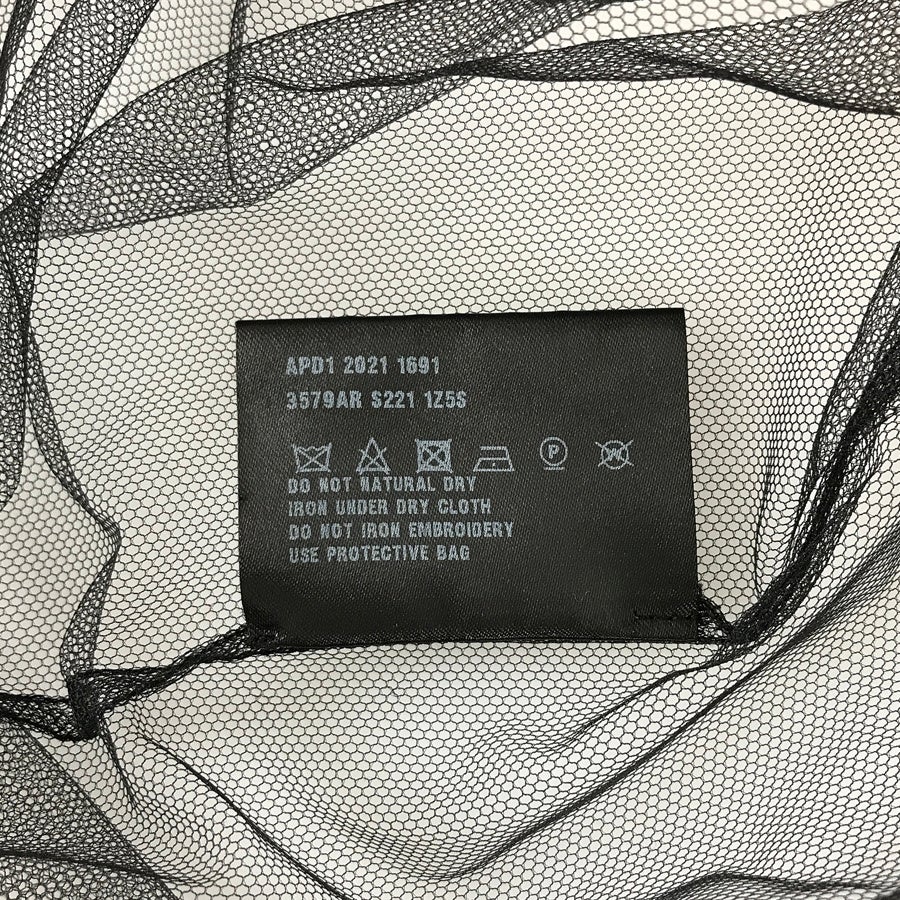 APD1 2021 1691
3579AR S221 1Z5S
P W
DO NOT NATURAL DRY
IRON UNDER DRY CLOTH
DO NOT IRON EMBROIDERY
USE PROTECTIVE BAG